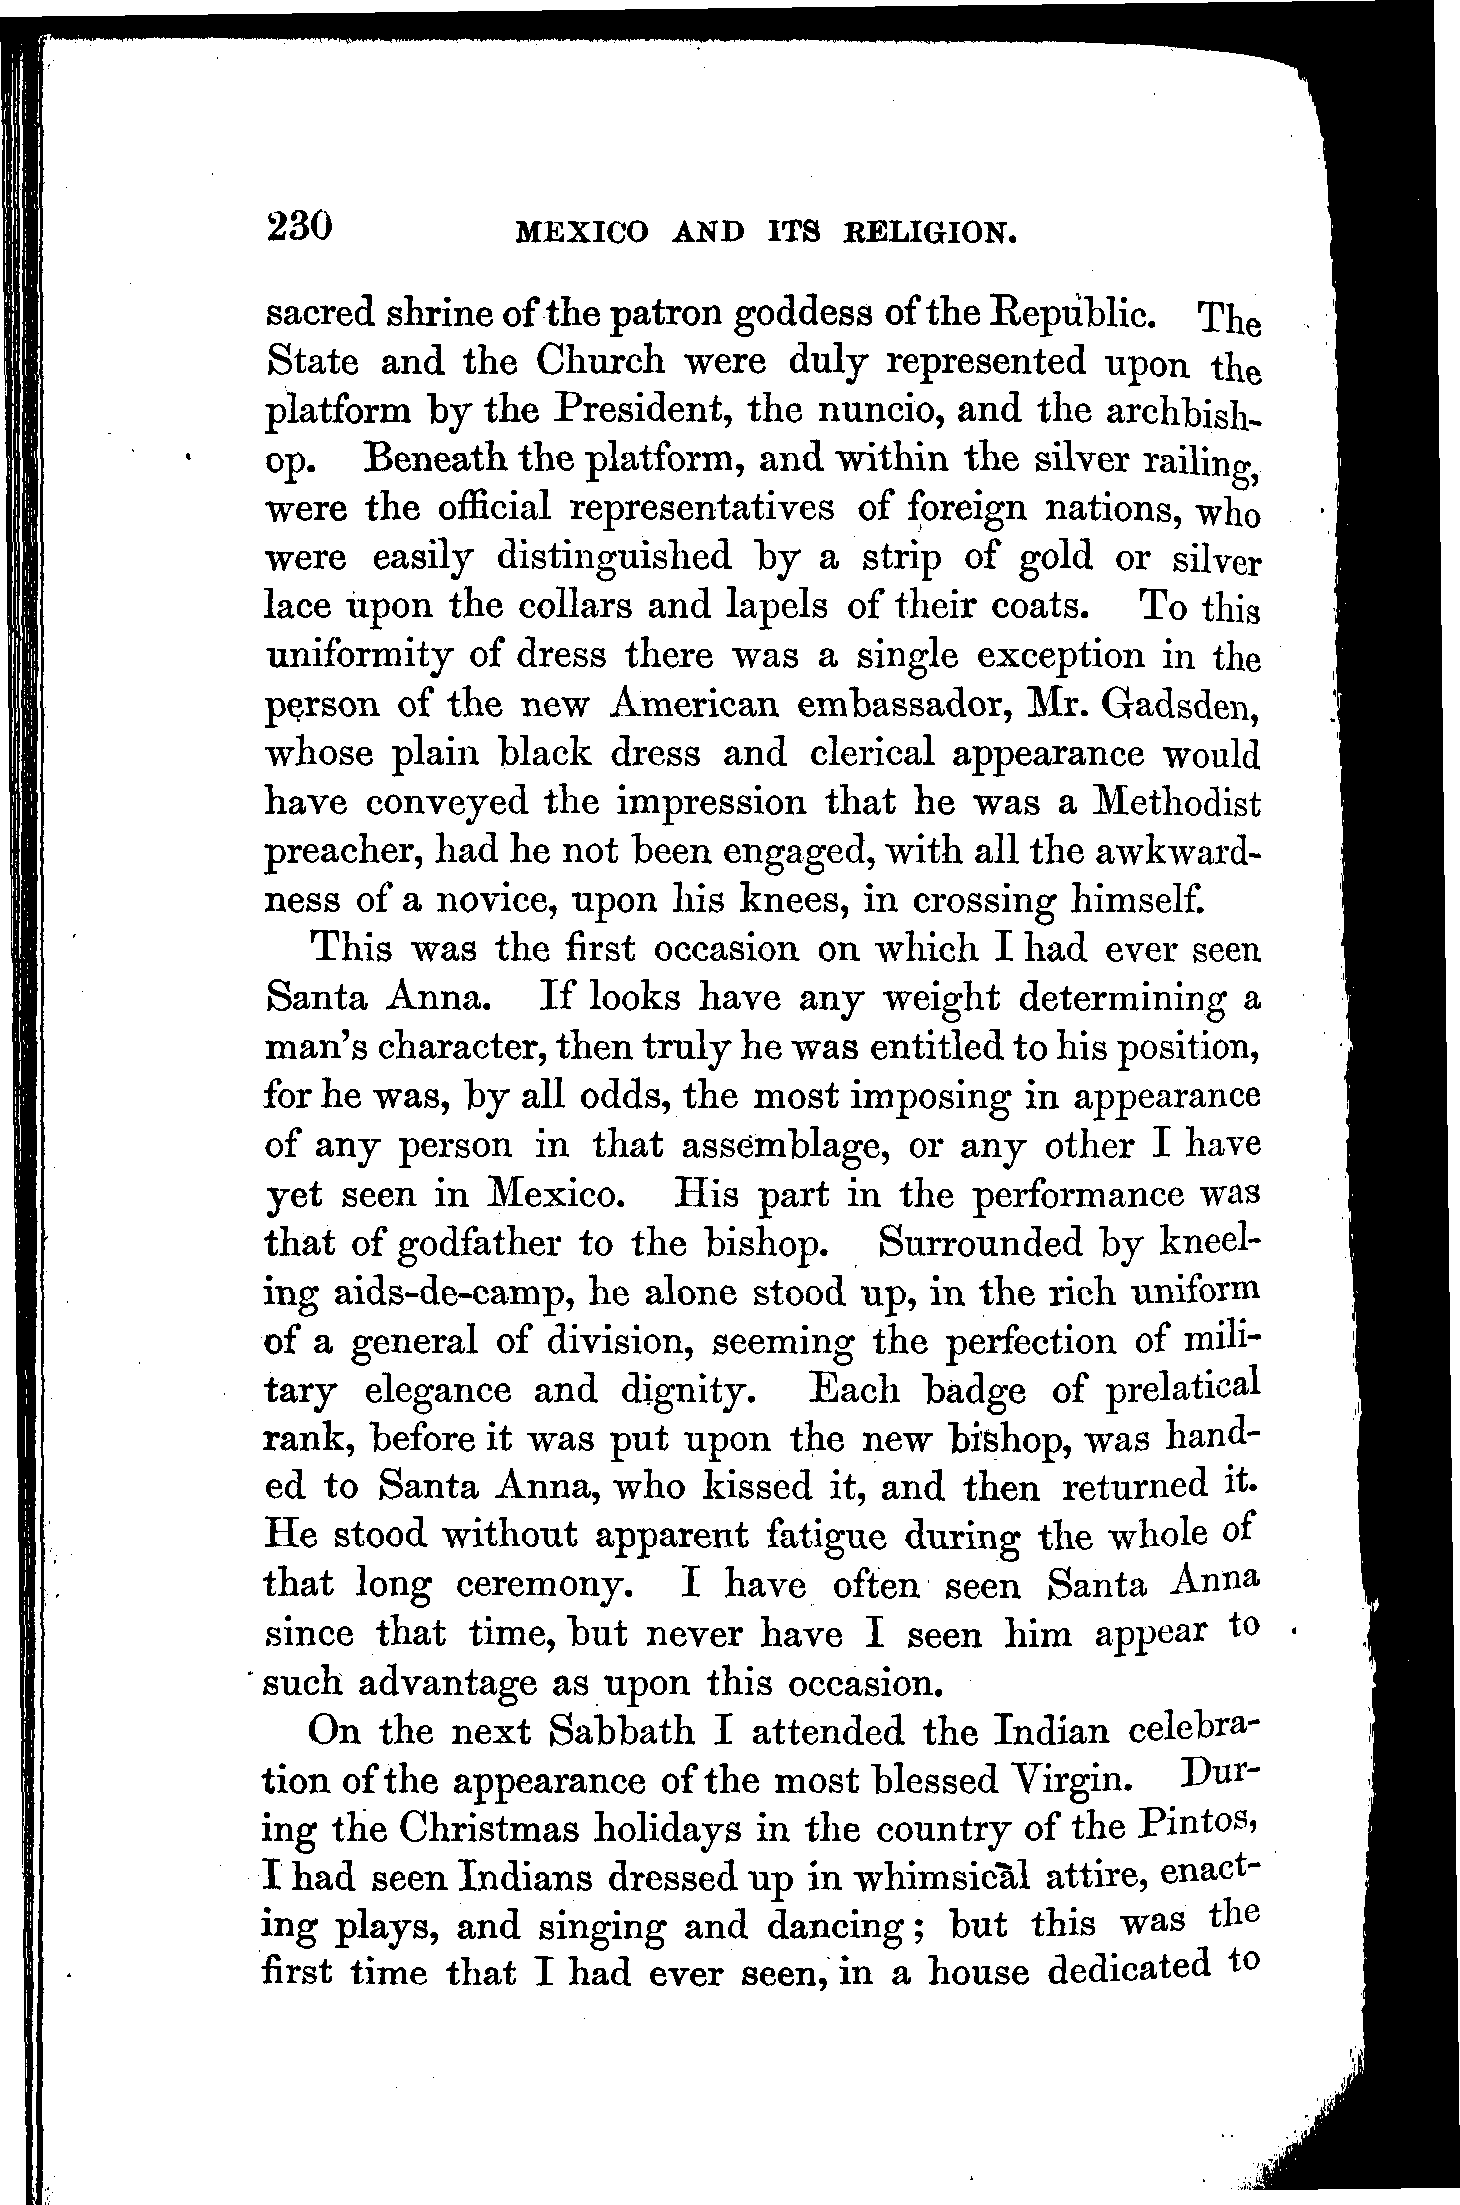 230 MEXICO AND ITS RELIGION.
sacred shrine of the patron goddess of the Republic. The
State and the Church were duly represented upon the
platform by the President, the nuncio, and the archbish-
op. Beneath the platform, and within the silver railing,
were the official representatives of foreign nations, who
were easily distinguished by a strip of gold or silver
lace upon the collars and lapels of their coats. To this
uniformity of dress there was a single exception in the
person of the new American embassador, Mr. Gadsden,
whose plain black dress and clerical appearance would
have conveyed the impression that he was a Methodist
preacher, had he not been engaged, with all the awkward-
ness of a novice, upon his knees, in crossing himself.
This was the first occasion on which I had ever seen
Santa Anna. If looks have any weight determining a
man's character, then truly he was entitled to his position,
for he was, by all odds, the most imposing in appearance
of any person in that assemblage, or any other I have
yet seen in Mexico. His part in the performance was
that of godfather to the bishop. Surrounded by kneel-
ing aids-de-camp, he alone stood up, in the rich uniform
of a general of division, seeming the perfection of mili-
tary elegance and dignity. Each badge of prelatical
rank, before it was put upon the new bishop, was hand-
ed to Santa Anna, who kissed it, and then returned it.
He stood without apparent fatigue during the whole of
that long ceremony. I have often seen Santa Anna
since that time, but never have I seen him appear to
such advantage as upon this occasion.
On the next Sabbath I attended the Indian celebra-
tion of the appearance of the most blessed Virgin. Dur-
ing the Christmas holidays in the country of the Pintos,
I had seen Indians dressed up in whimsical attire, enact-
ing plays, and singing and dancing; but this was the
first time that I had ever seen, in a house dedicated to